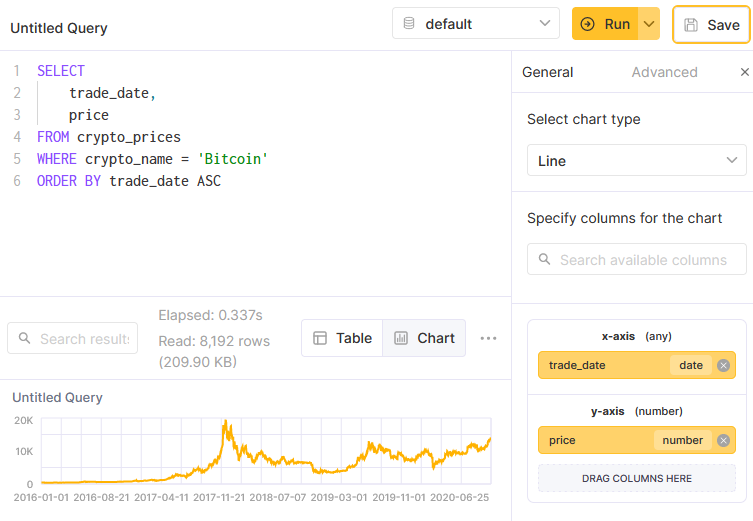 Untitled Query
default
Run
Save
1 SELECT
2 trade_date,
3 price
4 FROM crypto_prices
5 WHERE crypto_name = 'Bitcoin'
6 ORDER BY trade_date ASC
General Advanced
Select chart type
Line
Specify columns for the chart
Search available columns
x-axis (any)
trade_date date
y-axis (number)
price number
DRAG COLUMNS HERE
Search results
Elapsed: 0.337s
Read: 8,192 rows
(209.90 KB)
Table Chart
Untitled Query
20K
10K
0
2016-01-01 2016-08-21 2017-04-11 2017-11-21 2018-07-07 2019-03-01 2019-11-01 2020-06-25